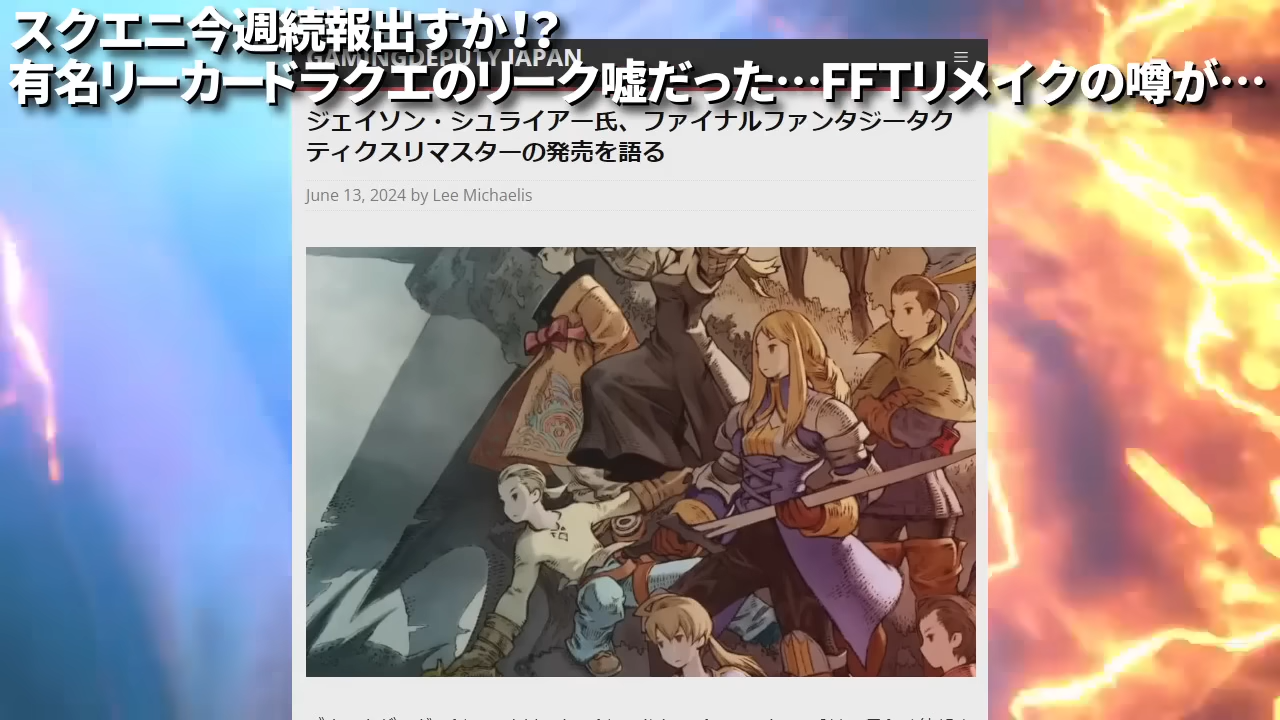 スクエニ今週続報出すか！？
GAMINGDEPUTY JAPAN
有名リーカードラクエのリーク嘘だった…FFTリメイクの噂が…
ジェイソン・シュライアー氏、ファイナルファンタジータク
ティクスリマスターの発売を語る
June 13, 2024 by Lee Michaelis